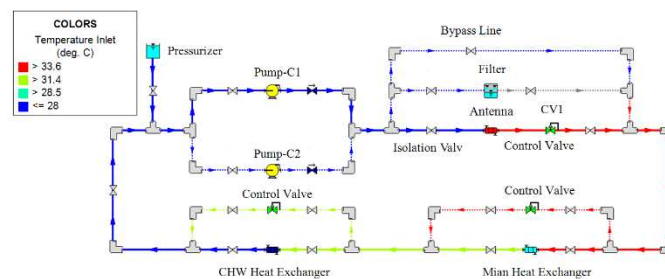 COLORS
Temperature Inlet
(deg. C)
> 33.6
> 31.4
> 28.5
<= 28
Pressurizer
Pump-C1
Pump-C2
Bypass Line
Filter
Antenna
CV1
Isolation Valv
Control Valve
Control Valve
Control Valve
CHW Heat Exchanger
Mian Heat Exchanger